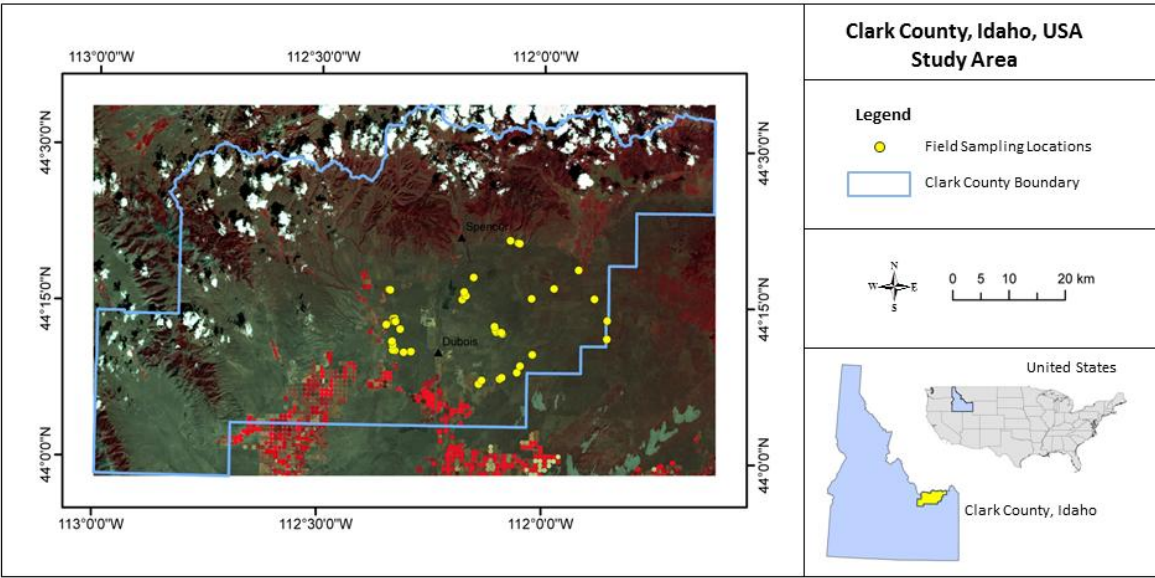 113°0'0"W
112°30'0"W
112°0'0"W
44°30'0"N
44°15'0"N
44°0'0"N
Spencer
Dubois
44°30'0"N
44°15'0"N
44°0'0"N
113°0'0"W
112°30'0"W
112°0'0"W
Clark County, Idaho, USA
Study Area
Legend
Field Sampling Locations
Clark County Boundary
N
W
E
S
0 5 10 20 km
United States
Clark County, Idaho